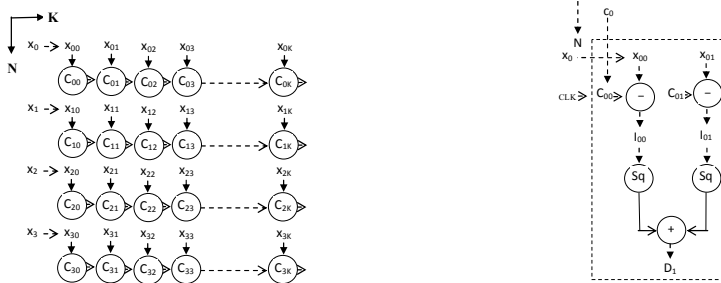 K
N
x₀ x₀₀ x₀₁ x₀₂ x₀₃ x₀K
C₀₀ C₀₁ C₀₂ C₀₃ C₀K
x₁ x₁₀ x₁₁ x₁₂ x₁₃ x₁K
C₁₀ C₁₁ C₁₂ C₁₃ C₁K
x₂ x₂₀ x₂₁ x₂₂ x₂₃ x₂K
C₂₀ C₂₁ C₂₂ C₂₃ C₂K
x₃ x₃₀ x₃₁ x₃₂ x₃₃ x₃K
C₃₀ C₃₁ C₃₂ C₃₃ C₃K
c₀
N
x₀ x₀₀ x₀₁
CLK C₀₀ − C₀₁ −
I₀₀ I₀₁
Sq Sq
+
D₁